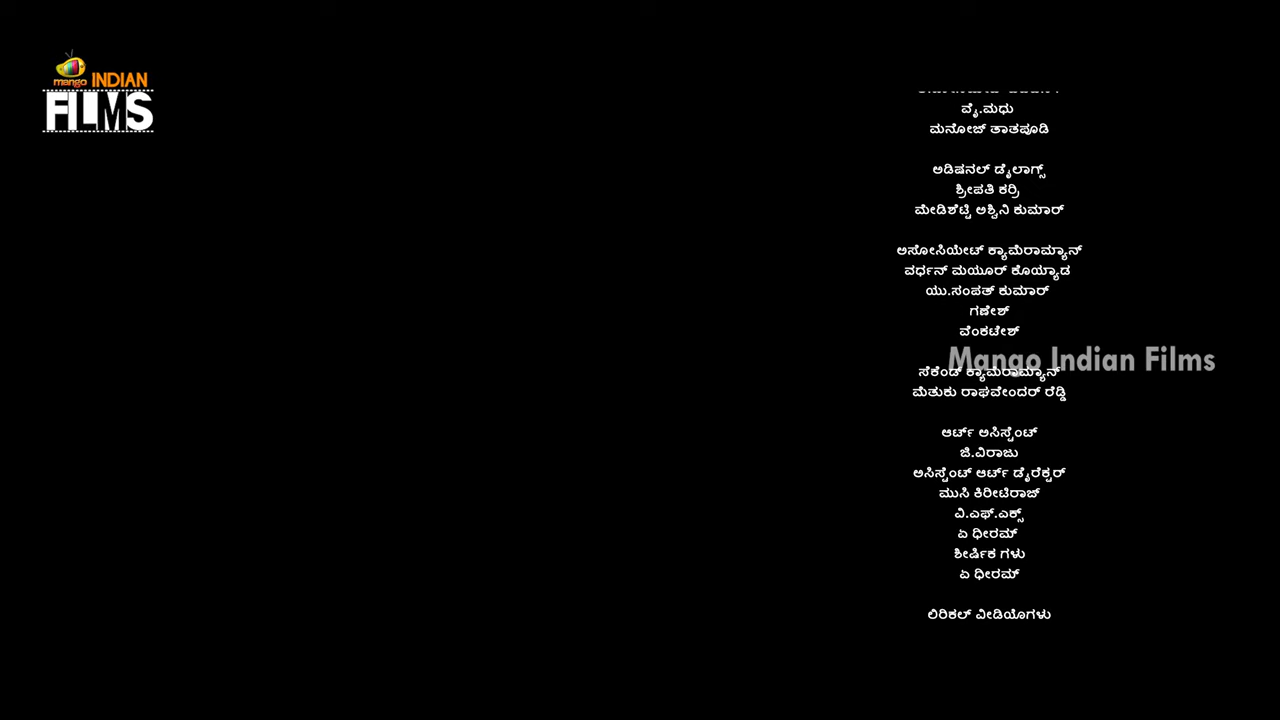 mango INDIAN
FILMS
ವೈ.ಮಧು
ಮನೋಜ್ ತಾತಪೂಡಿ
ಅಡಿಷನಲ್ ಡೈಲಾಗ್ಸ್
ಶ್ರೀಪತಿ ಕರ್ರಿ
ಮೇಡಿಶೆಟ್ಟಿ ಅಶ್ವಿನಿ ಕುಮಾರ್
ಅಸೋಸಿಯೇಟ್ ಕ್ಯಾಮೆರಾಮ್ಯಾನ್
ವರ್ಧನ್ ಮಯೂರ್ ಕೊಯ್ಯಾಡ
ಯು.ಸಂಪತ್ ಕುಮಾರ್
ಗಣೇಶ್
ವೆಂಕಟೇಶ್
Mango Indian Films
ಸೆಕೆಂಡ್ ಕ್ಯಾಮೆರಾಮ್ಯಾನ್
ಮೆತುಕು ರಾಘವೇಂದರ್ ರೆಡ್ಡಿ
ಆರ್ಟ್ ಅಸಿಸ್ಟೆಂಟ್
ಜಿ.ವಿರಾಜು
ಅಸಿಸ್ಟೆಂಟ್ ಆರ್ಟ್ ಡೈರೆಕ್ಟರ್
ಮುಸಿ ಕಿರೀಟಿರಾಜ್
ವಿ.ಎಫ್.ಎಕ್ಸ್
ಏ ಧೀರಮ್
ಶೀರ್ಷಿಕ ಗಳು
ಏ ಧೀರಮ್
ಲಿರಿಕಲ್ ವೀಡಿಯೊಗಳು